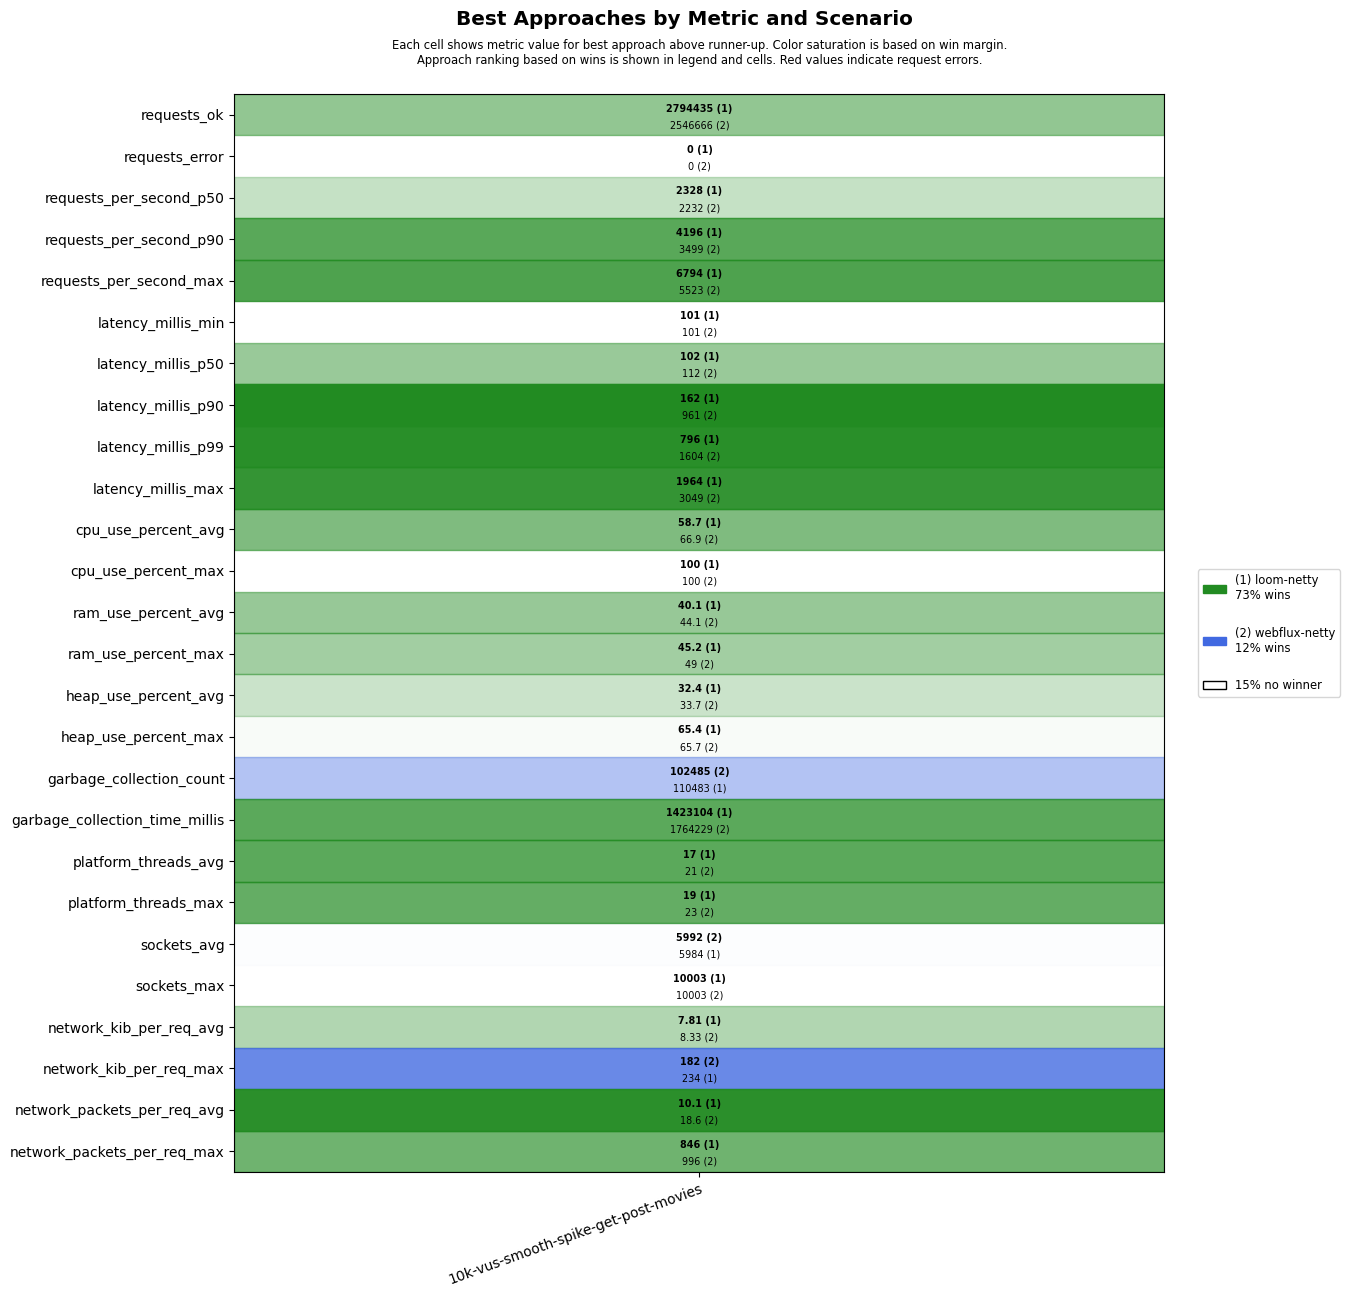 Best Approaches by Metric and Scenario
Each cell shows metric value for best approach above runner-up. Color saturation is based on win margin.
Approach ranking based on wins is shown in legend and cells. Red values indicate request errors.
requests_ok
2794435 (1)
2546666 (2)
requests_error
0 (1)
0 (2)
requests_per_second_p50
2328 (1)
2232 (2)
requests_per_second_p90
4196 (1)
3499 (2)
requests_per_second_max
6794 (1)
5523 (2)
latency_millis_min
101 (1)
101 (2)
latency_millis_p50
102 (1)
112 (2)
latency_millis_p90
162 (1)
961 (2)
latency_millis_p99
796 (1)
1604 (2)
latency_millis_max
1964 (1)
3049 (2)
cpu_use_percent_avg
58.7 (1)
66.9 (2)
cpu_use_percent_max
100 (1)
100 (2)
ram_use_percent_avg
40.1 (1)
44.1 (2)
ram_use_percent_max
45.2 (1)
49 (2)
heap_use_percent_avg
32.4 (1)
33.7 (2)
heap_use_percent_max
65.4 (1)
65.7 (2)
garbage_collection_count
102485 (2)
110483 (1)
garbage_collection_time_millis
1423104 (1)
1764229 (2)
platform_threads_avg
17 (1)
21 (2)
platform_threads_max
19 (1)
23 (2)
sockets_avg
5992 (2)
5984 (1)
sockets_max
10003 (1)
10003 (2)
network_kib_per_req_avg
7.81 (1)
8.33 (2)
network_kib_per_req_max
182 (2)
234 (1)
network_packets_per_req_avg
10.1 (1)
18.6 (2)
network_packets_per_req_max
846 (1)
996 (2)
10k-vus-smooth-spike-get-post-movies
(1) loom-netty
73% wins
(2) webflux-netty
12% wins
15% no winner